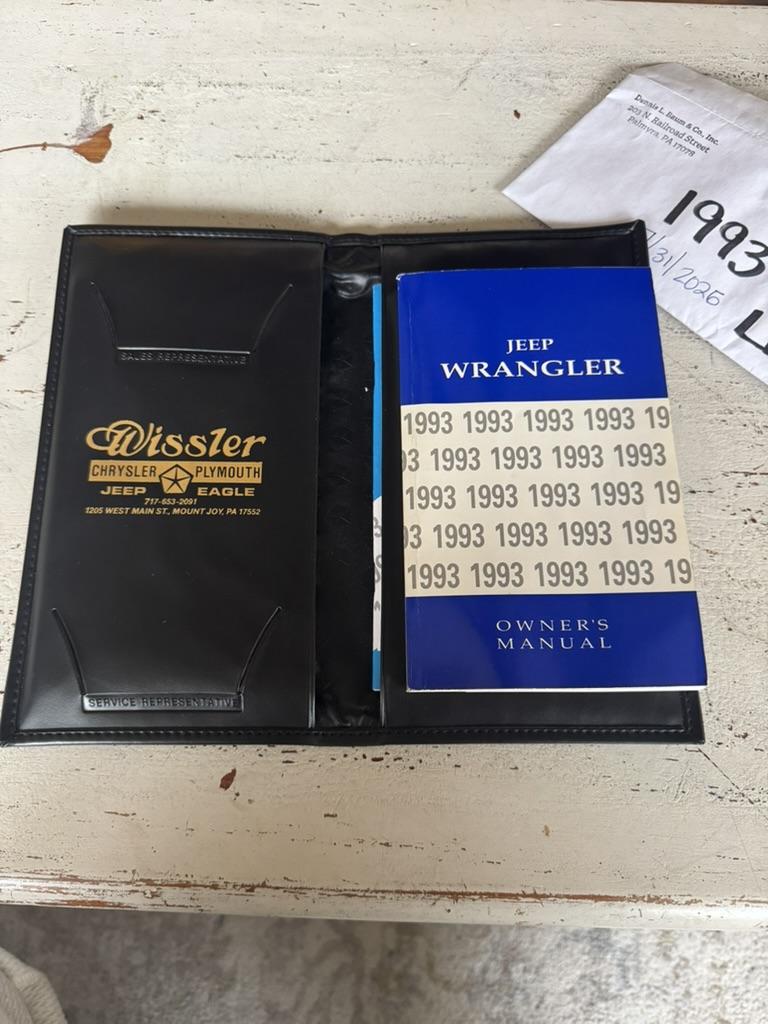 Dennis L. Baum & Co., Inc.
203 N. Railroad Street
Palmyra, PA 17078
1993
/31/2026
SALES REPRESENTATIVE
Wissler
CHRYSLER PLYMOUTH
JEEP EAGLE
717-653-2091
1205 WEST MAIN ST., MOUNT JOY, PA 17552
SERVICE REPRESENTATIVE
JEEP
WRANGLER
1993 1993 1993 1993 19
93 1993 1993 1993 1993
1993 1993 1993 1993 19
93 1993 1993 1993 1993
1993 1993 1993 1993 19
OWNER'S
MANUAL